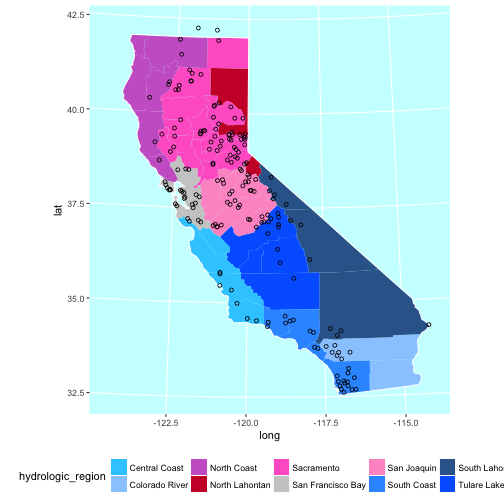 42.5
40.0
37.5
35.0
32.5
lat
-122.5 -120.0 -117.5 -115.0
long
hydrologic_region
Central Coast North Coast Sacramento San Joaquin South Lahon
Colorado River North Lahontan San Francisco Bay South Coast Tulare Lake